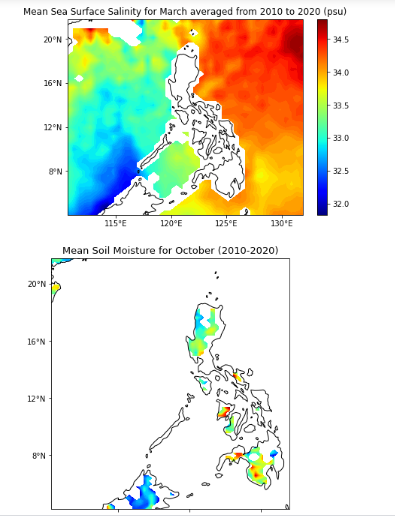 Mean Sea Surface Salinity for March averaged from 2010 to 2020 (psu)
20°N
16°N
12°N
8°N
115°E
120°E
125°E
130°E
34.5
34.0
33.5
33.0
32.5
32.0
Mean Soil Moisture for October (2010-2020)
20°N
16°N
12°N
8°N